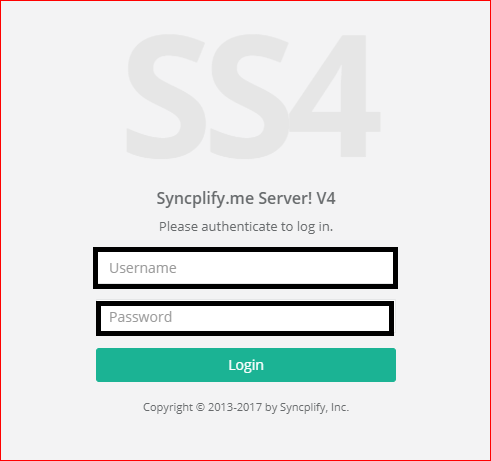 SS4
Syncplify.me Server! V4
Please authenticate to log in.
Username
Password
Login
Copyright © 2013-2017 by Syncplify, Inc.